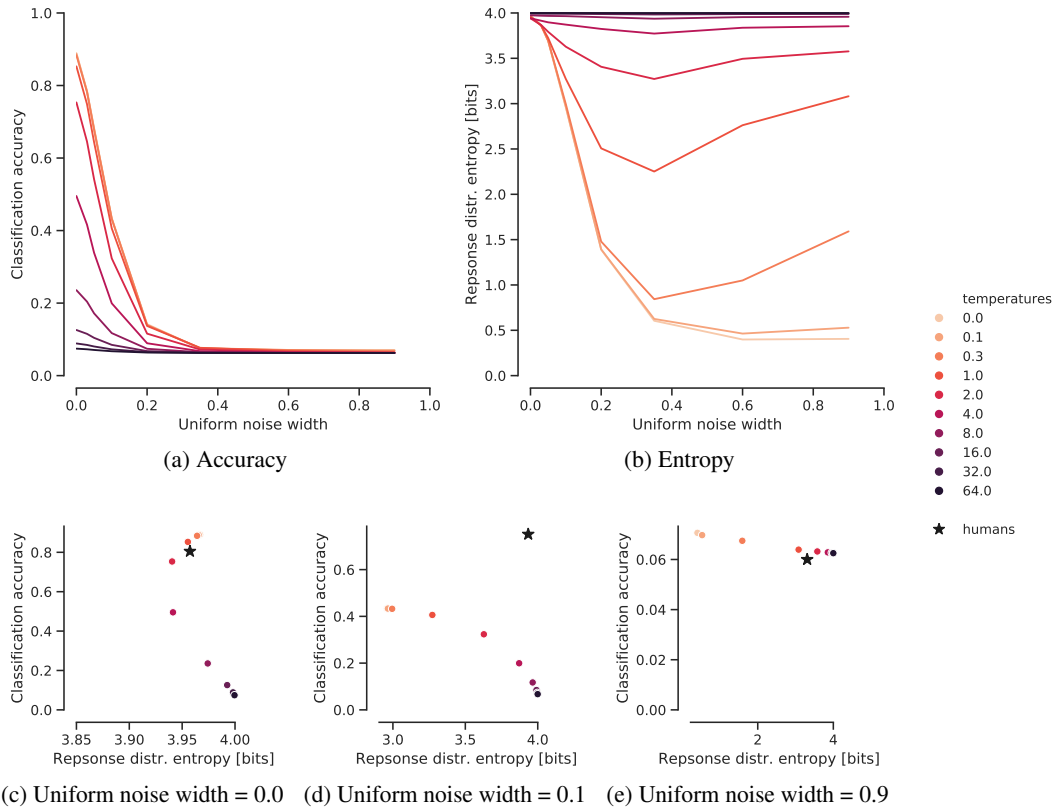 1.0
0.8
0.6
0.4
0.2
0.0
Classification accuracy
0.0 0.2 0.4 0.6 0.8 1.0
Uniform noise width
(a) Accuracy
4.0
3.5
3.0
2.5
2.0
1.5
1.0
0.5
0.0
Repsonse distr. entropy [bits]
0.0 0.2 0.4 0.6 0.8 1.0
Uniform noise width
(b) Entropy
temperatures
0.0
0.1
0.3
1.0
2.0
4.0
8.0
16.0
32.0
64.0
humans
0.8
0.6
0.4
0.2
0.0
Classification accuracy
3.85 3.90 3.95 4.00
Repsonse distr. entropy [bits]
(c) Uniform noise width = 0.0
0.6
0.4
0.2
0.0
Classification accuracy
3.0 3.5 4.0
Repsonse distr. entropy [bits]
(d) Uniform noise width = 0.1
0.06
0.04
0.02
0.00
Classification accuracy
2 4
Repsonse distr. entropy [bits]
(e) Uniform noise width = 0.9